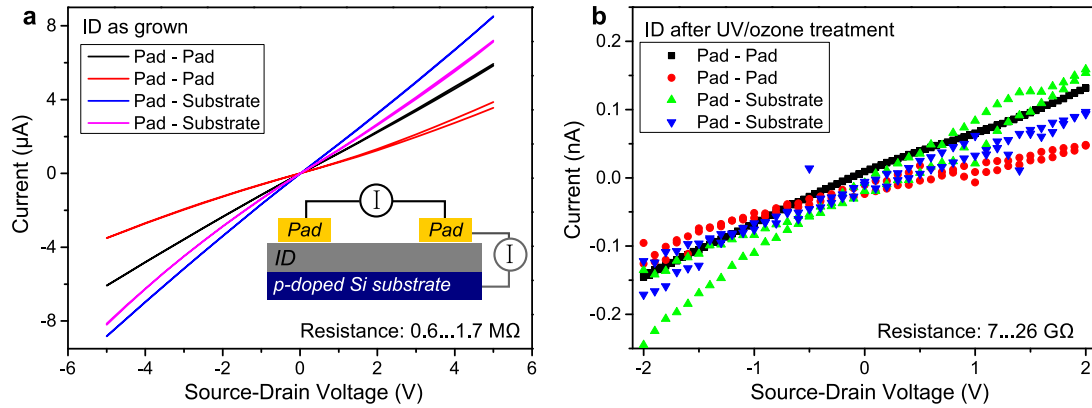 a
ID as grown
Pad - Pad
Pad - Pad
Pad - Substrate
Pad - Substrate
8
4
0
-4
-8
Current (µA)
I
Pad
Pad
I
ID
p-doped Si substrate
Resistance: 0.6...1.7 MΩ
-6 -4 -2 0 2 4 6
Source-Drain Voltage (V)
b
ID after UV/ozone treatment
Pad - Pad
Pad - Pad
Pad - Substrate
Pad - Substrate
0.2
0.1
0.0
-0.1
-0.2
Current (nA)
Resistance: 7...26 GΩ
-2 -1 0 1 2
Source-Drain Voltage (V)